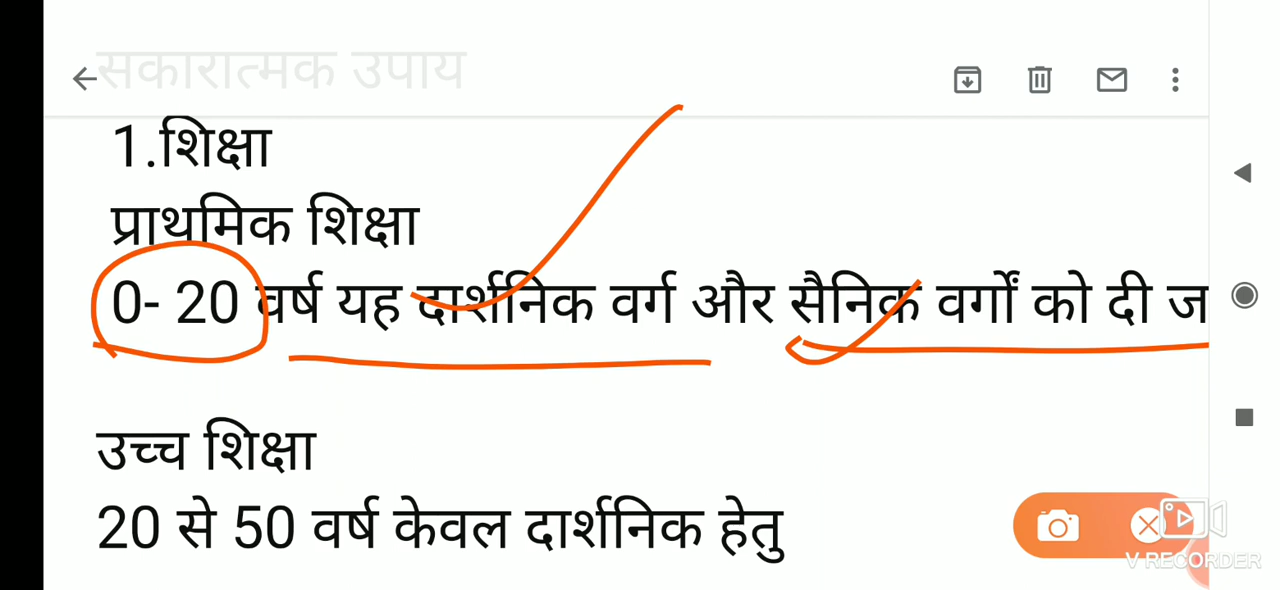 सकारात्मक उपाय
1.शिक्षा
प्राथमिक शिक्षा
0- 20 वर्ष यह दार्शनिक वर्ग और सैनिक वर्गों को दी ज
उच्च शिक्षा
20 से 50 वर्ष केवल दार्शनिक हेतु
V RECORDER